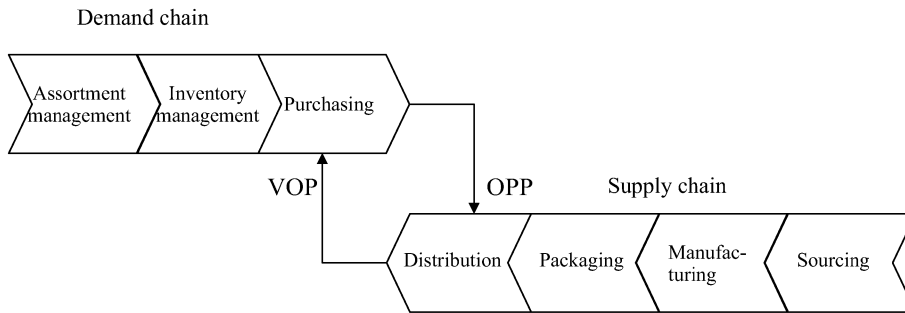 Demand chain
Assortment
management
Inventory
management
Purchasing
VOP
OPP
Supply chain
Distribution
Packaging
Manufac-
turing
Sourcing